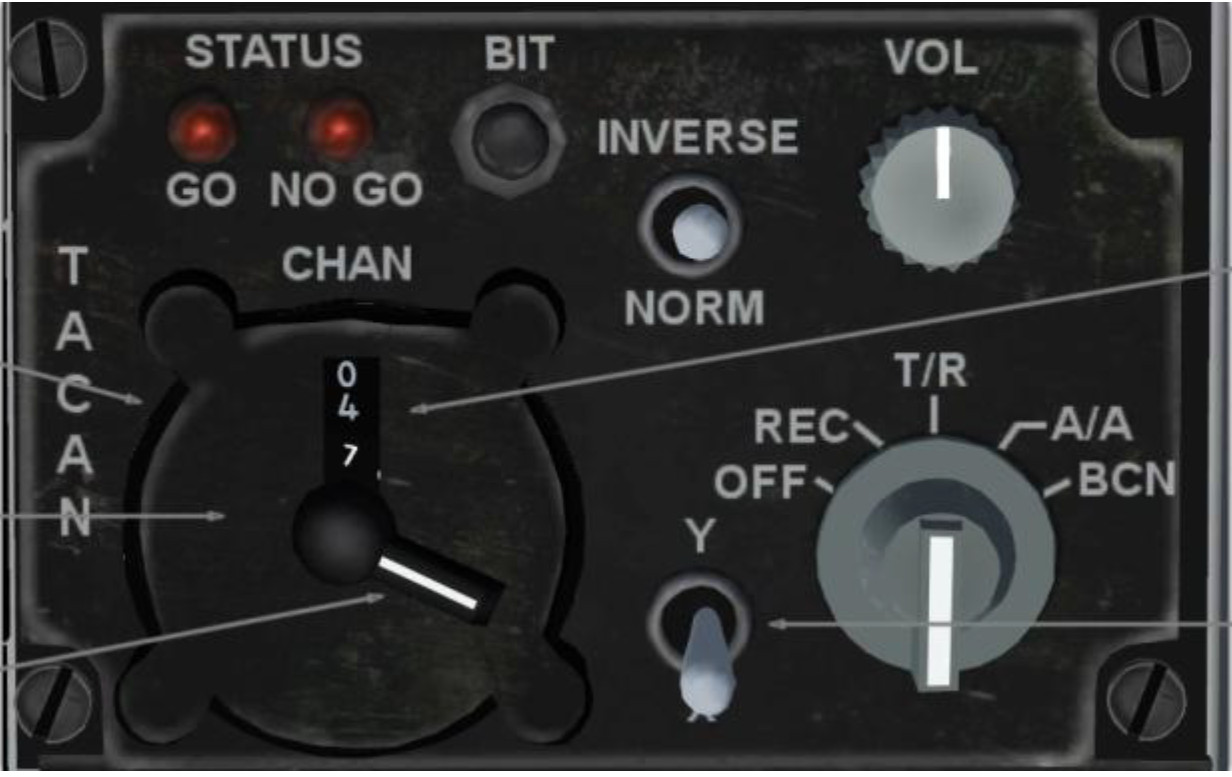 STATUS
BIT
VOL
GO
NO GO
INVERSE
NORM
TACAN
CHAN
0
4
7
T/R
REC
A/A
OFF
BCN
Y